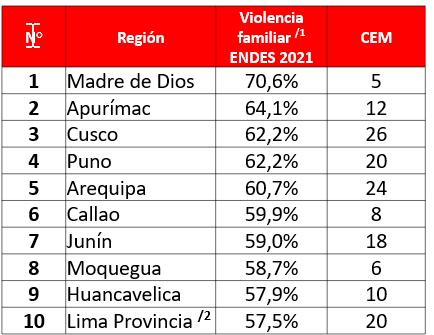 N° Región Violencia familiar /1 ENDES 2021 CEM
1 Madre de Dios 70,6% 5
2 Apurímac 64,1% 12
3 Cusco 62,2% 26
4 Puno 62,2% 20
5 Arequipa 60,7% 24
6 Callao 59,9% 8
7 Junín 59,0% 18
8 Moquegua 58,7% 6
9 Huancavelica 57,9% 10
10 Lima Provincia /2 57,5% 20